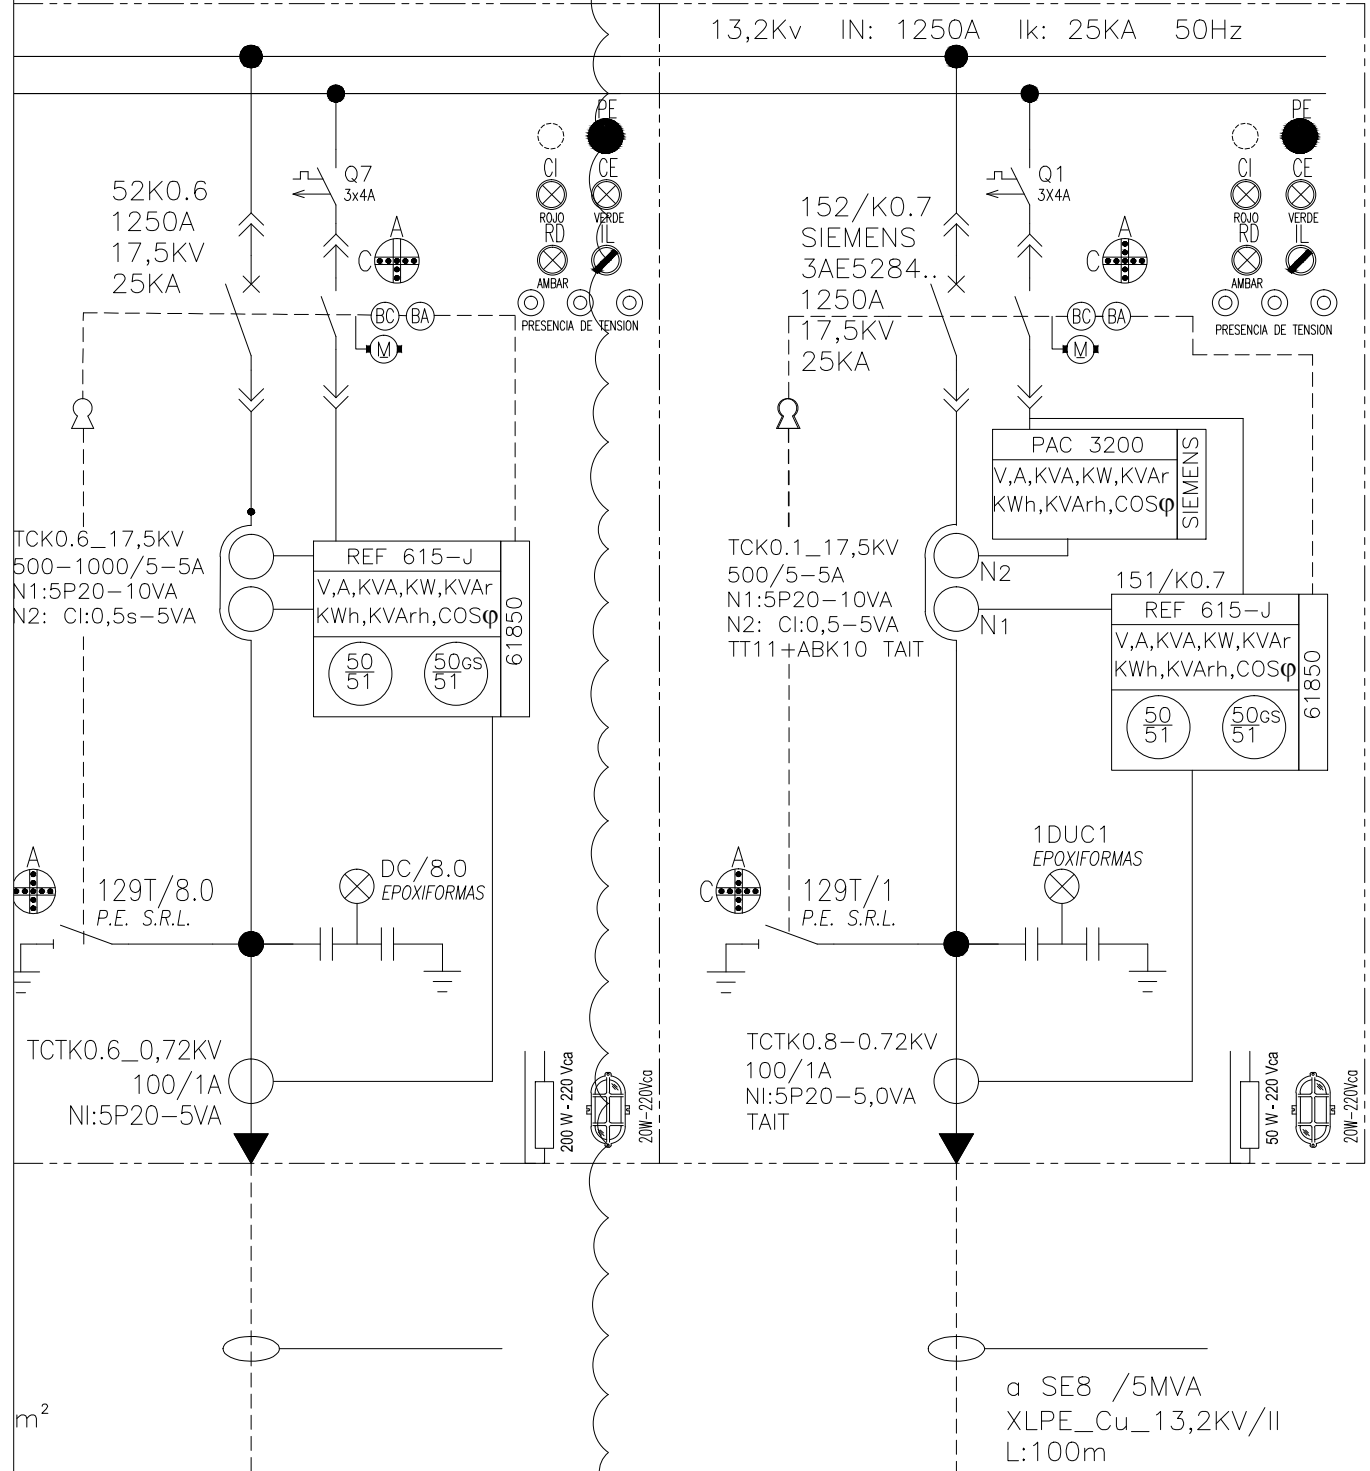 13,2Kv IN: 1250A Ik: 25KA 50Hz
52K0.6
1250A
17,5KV
25KA
Q7
3x4A
A
C
PE
CI
CE
ROJO
VERDE
RD
IL
AMBAR
PRESENCIA DE TENSION
BC
BA
M
TCK0.6_17,5KV
500-1000/5-5A
N1:5P20-10VA
N2: CI:0,5s-5VA
REF 615-J
V,A,KVA,KW,KVAr
KWh,KVArh,COSφ
50
51
50GS
51
61850
A
129T/8.0
P.E. S.R.L.
DC/8.0
EPOXIFORMAS
TCTK0.6_0,72KV
100/1A
NI:5P20-5VA
200 W - 220 Vca
20W-220Vca
m²
152/K0.7
SIEMENS
3AE5284..
1250A
17,5KV
25KA
Q1
3X4A
A
C
PE
CI
CE
ROJO
VERDE
RD
IL
AMBAR
PRESENCIA DE TENSION
BC
BA
M
PAC 3200
V,A,KVA,KW,KVAr
KWh,KVArh,COSφ
SIEMENS
TCK0.1_17,5KV
500/5-5A
N1:5P20-10VA
N2: CI:0,5-5VA
TT11+ABK10 TAIT
N2
N1
151/K0.7
REF 615-J
V,A,KVA,KW,KVAr
KWh,KVArh,COSφ
50
51
50GS
51
61850
A
C
129T/1
P.E. S.R.L.
1DUC1
EPOXIFORMAS
TCTK0.8-0.72KV
100/1A
NI:5P20-5,0VA
TAIT
50 W - 220 Vca
20W-220Vca
a SE8 /5MVA
XLPE_Cu_13,2KV/II
L:100m